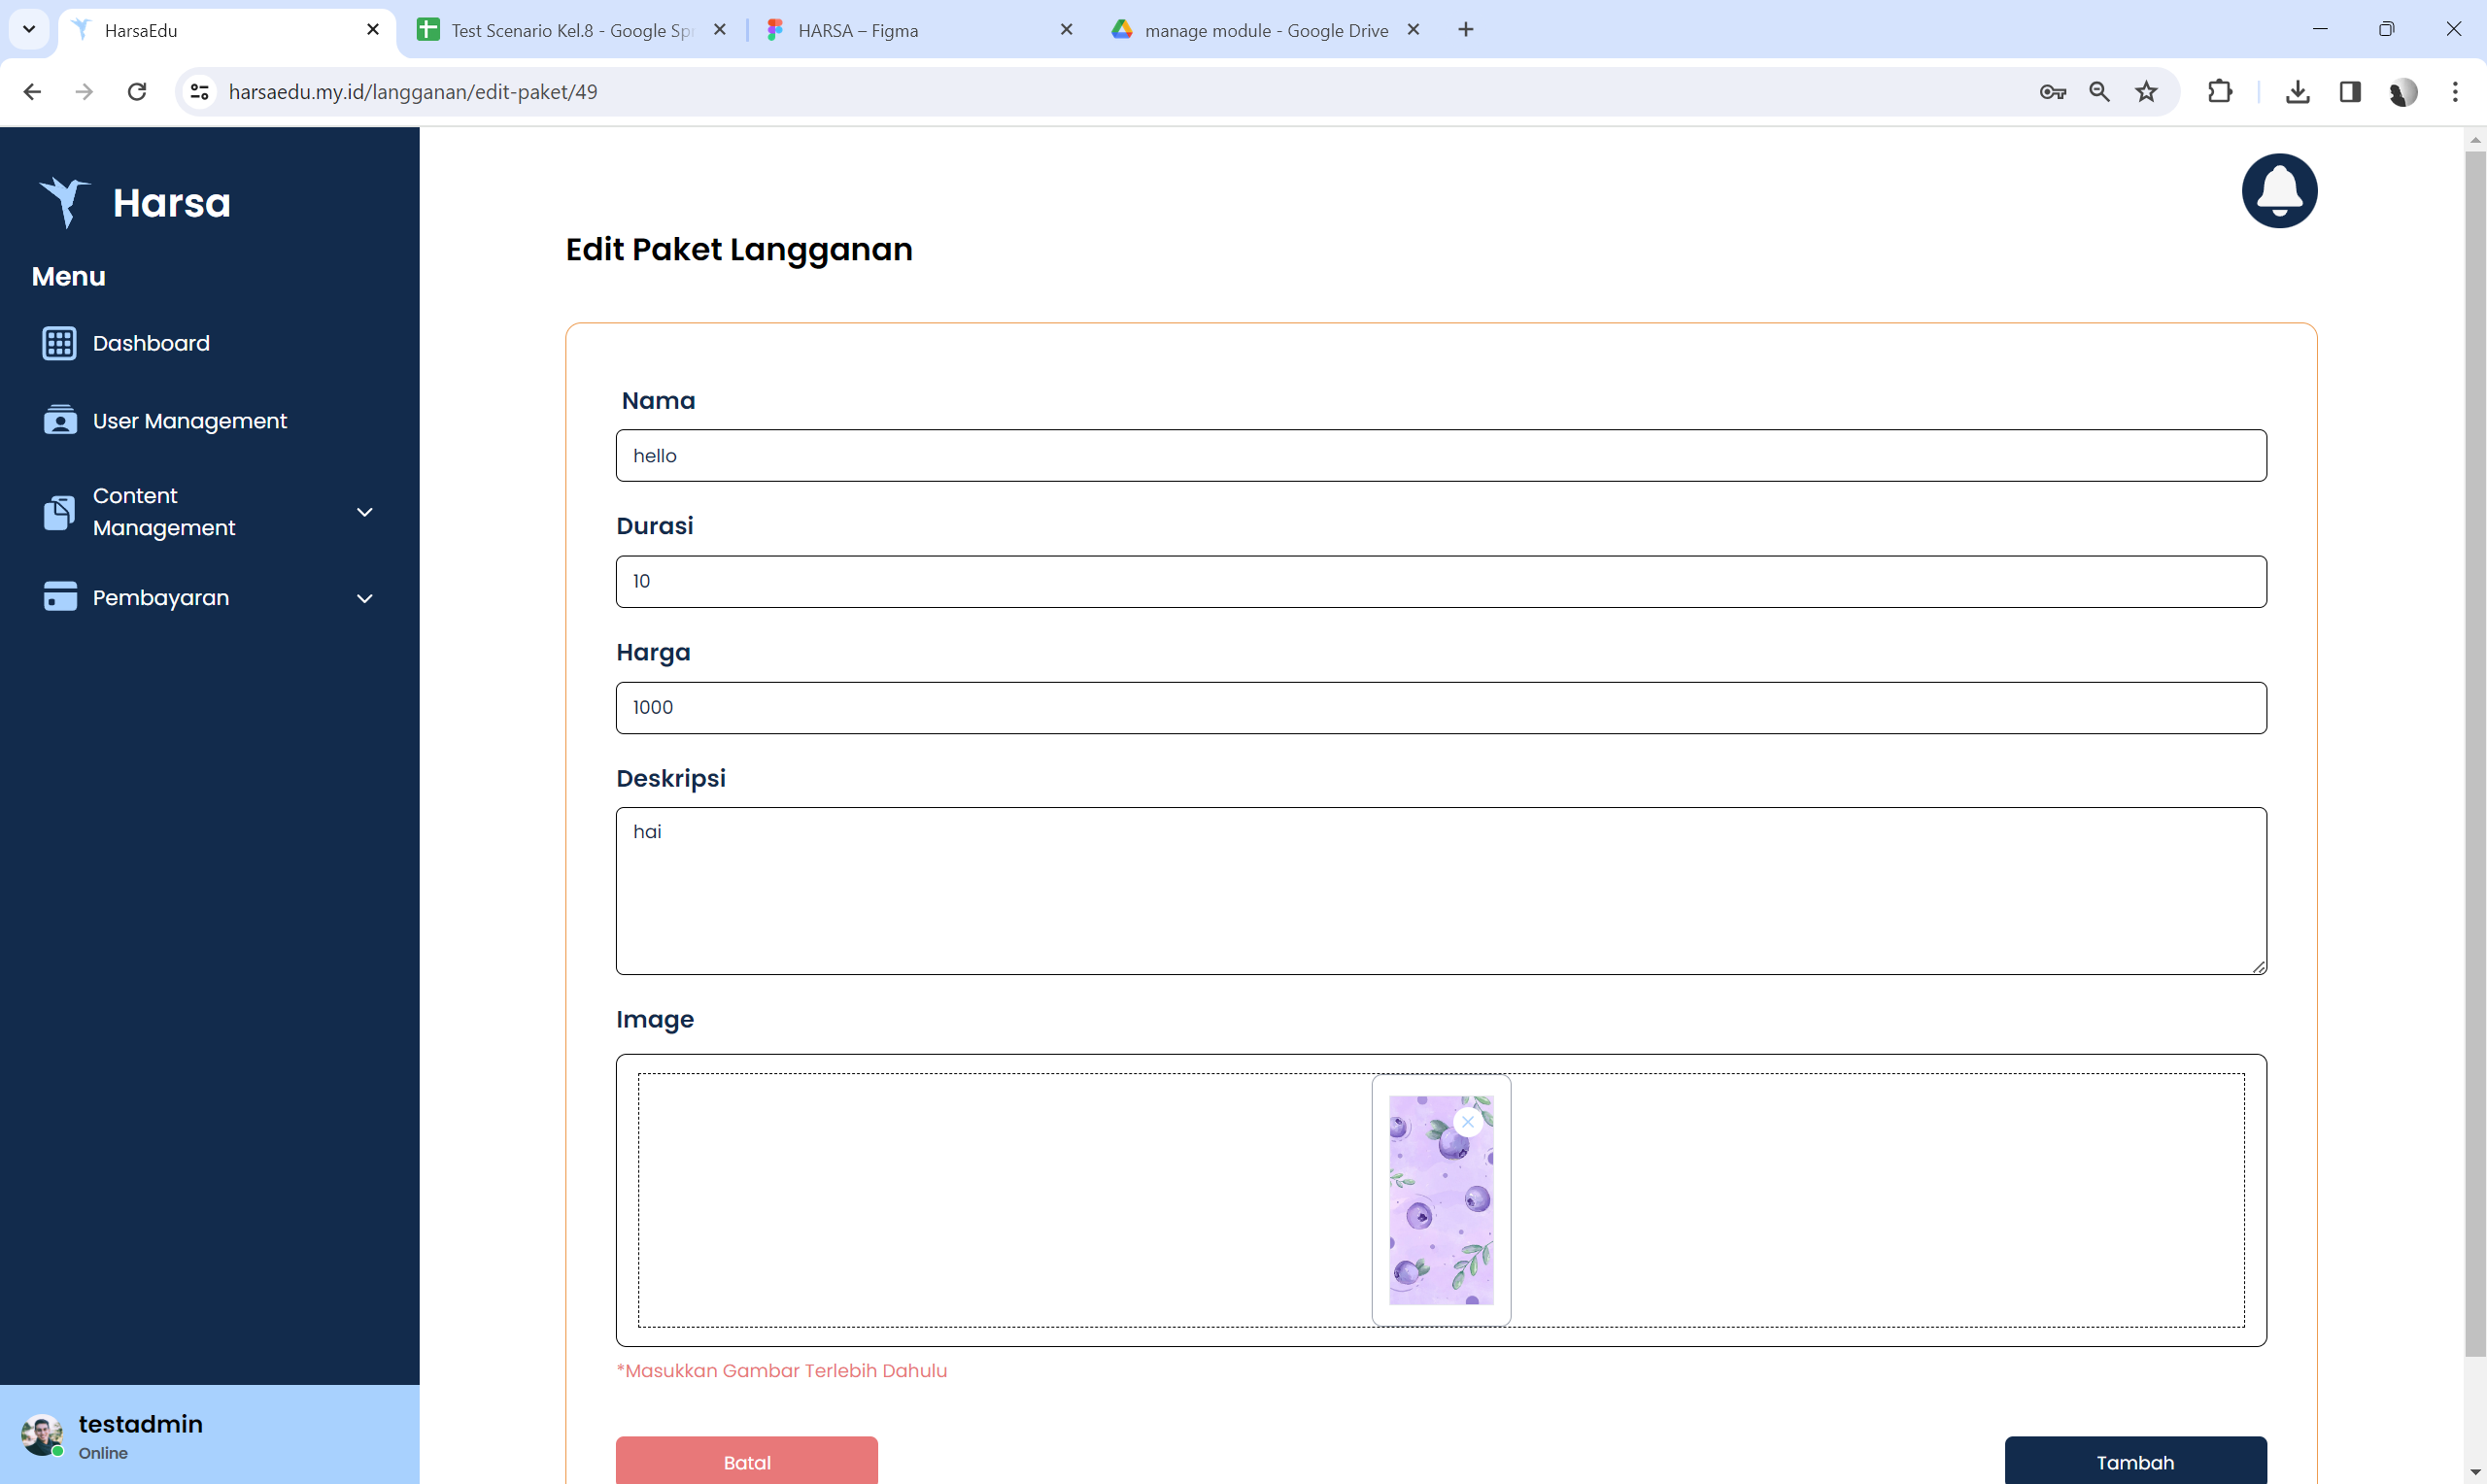 HarsaEdu
Test Scenario Kel.8 - Google Spr
HARSA – Figma
manage module - Google Drive
harsaedu.my.id/langganan/edit-paket/49
Harsa
Menu
Dashboard
User Management
Content
Management
Pembayaran
testadmin
Online
Edit Paket Langganan
Nama
hello
Durasi
10
Harga
1000
Deskripsi
hai
Image
*Masukkan Gambar Terlebih Dahulu
Batal
Tambah